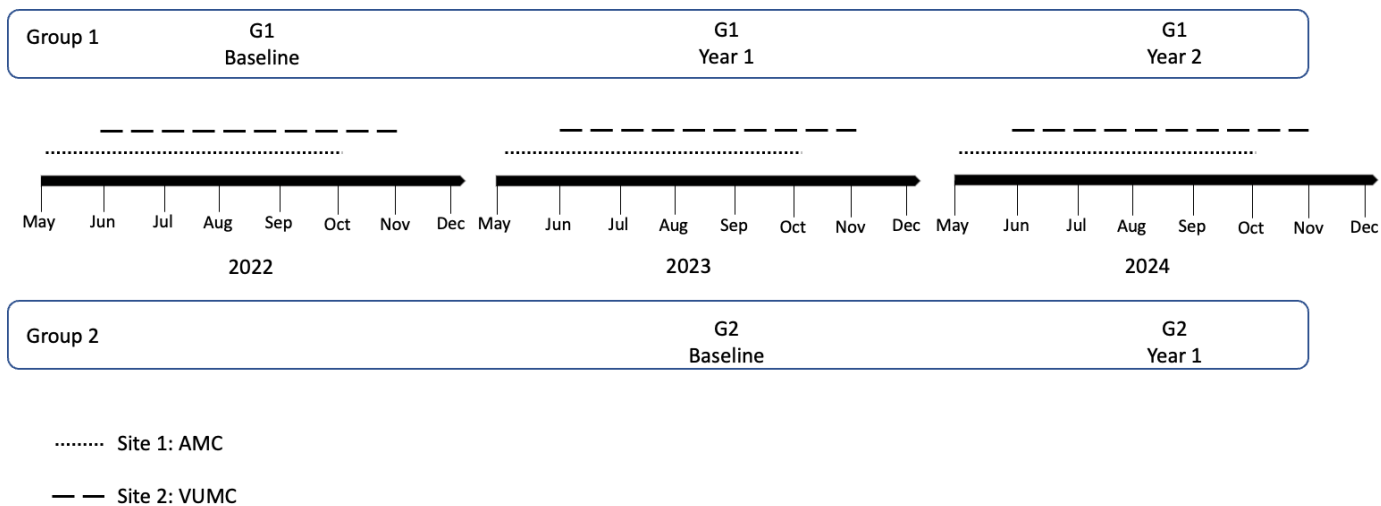 Group 1
G1
Baseline
G1
Year 1
G1
Year 2
May Jun Jul Aug Sep Oct Nov Dec May Jun Jul Aug Sep Oct Nov Dec May Jun Jul Aug Sep Oct Nov Dec
2022 2023 2024
Group 2
G2
Baseline
G2
Year 1
Site 1: AMC
Site 2: VUMC